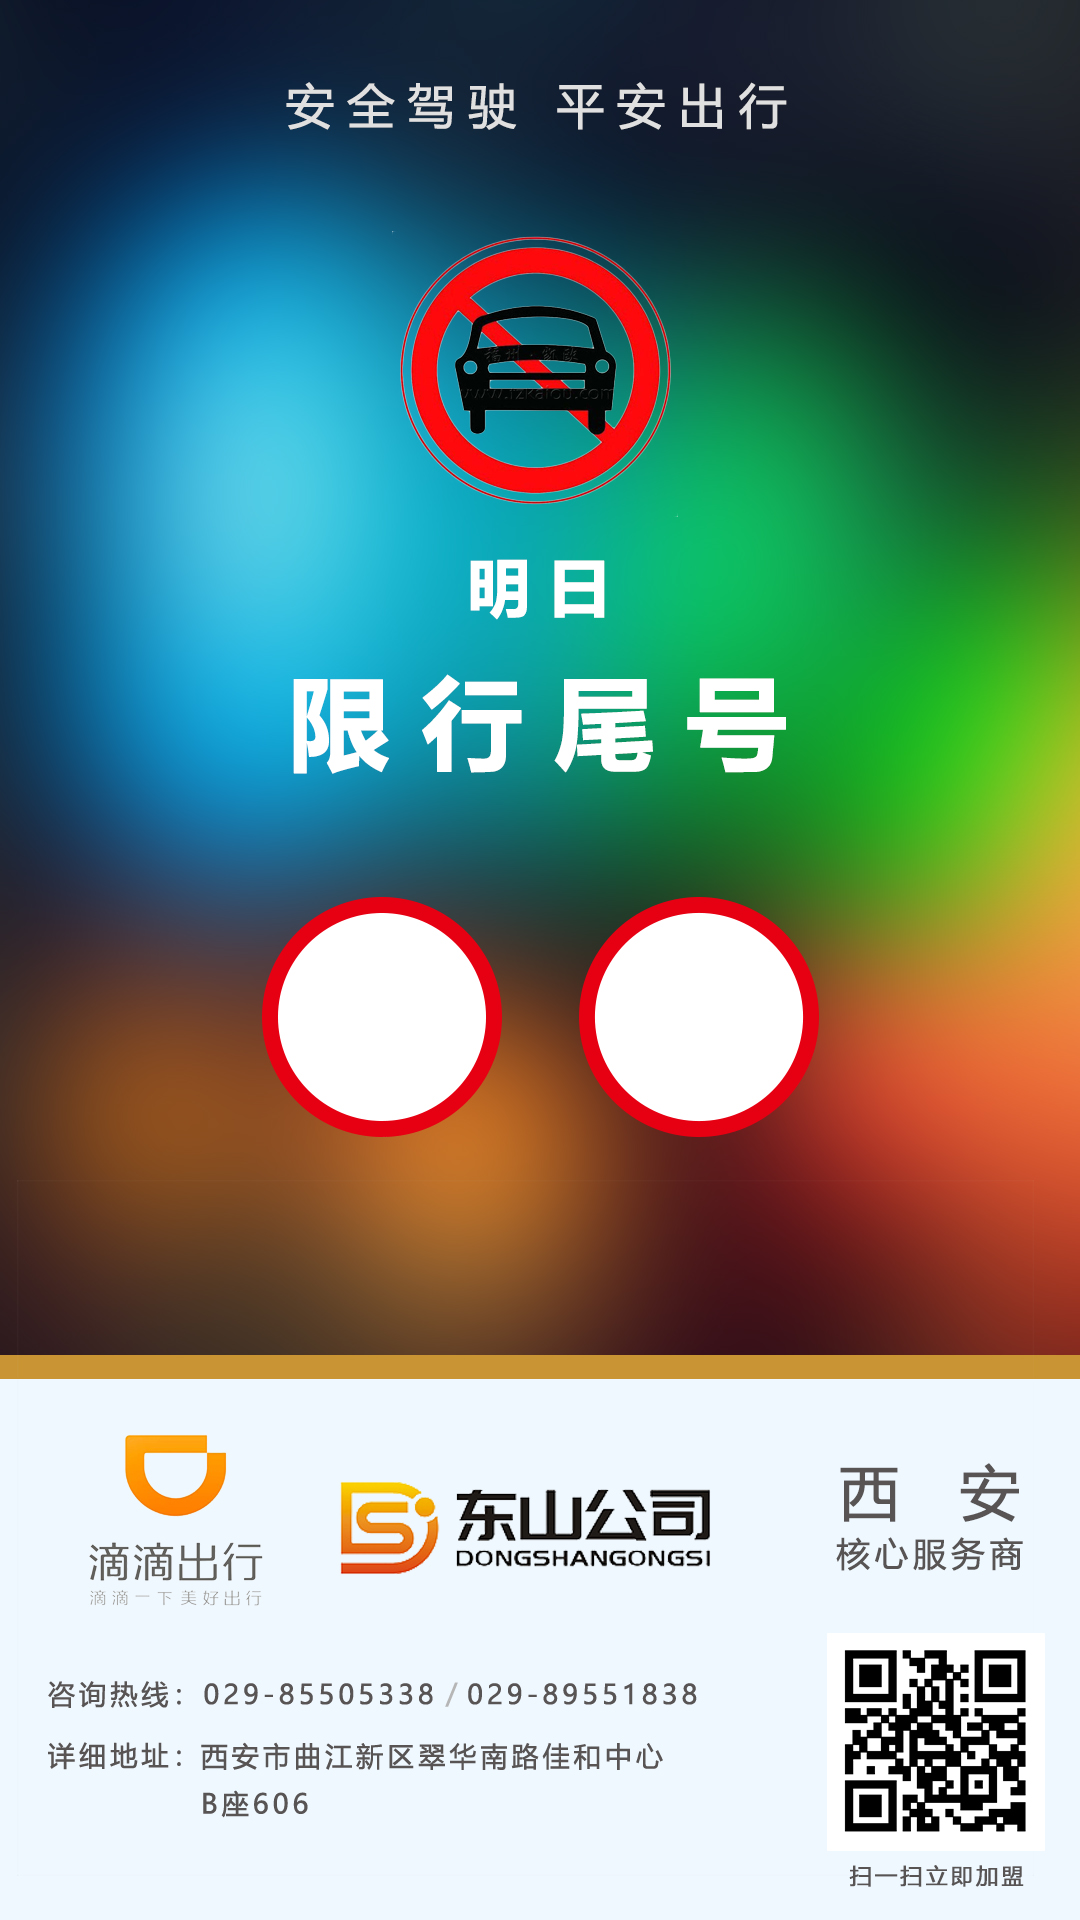 安全驾驶 平安出行
www.fzkaiou.com
明日
限行尾号
滴滴出行
滴滴一下 美好出行
东山公司
DONGSHANGONGSI
西 安
核心服务商
咨询热线：029-85505338 / 029-89551838
详细地址：西安市曲江新区翠华南路佳和中心
B座606
扫一扫立即加盟